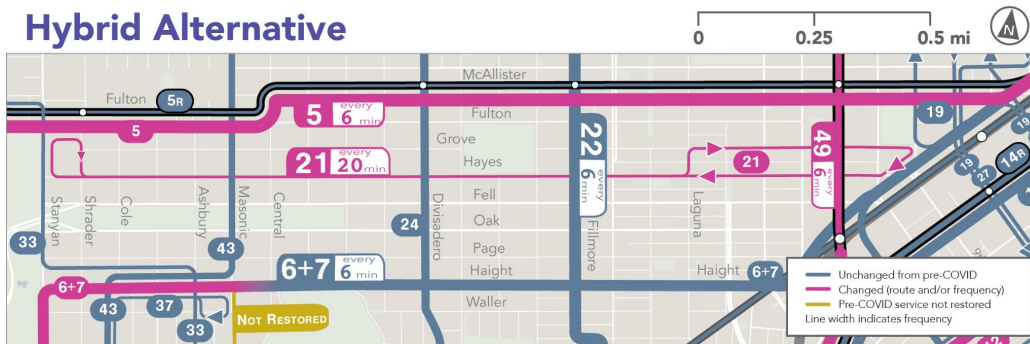 Hybrid Alternative
0
0.25
0.5 mi
N
McAllister
Fulton
5R
5
every
6 min
5
Fulton
Grove
Hayes
21
every
20 min
21
22
every
6 min
49
every
6 min
19
19
19
27
14R
Stanyan
Shrader
Cole
Ashbury
Masonic
Central
Divisadero
Fillmore
Laguna
Fell
Oak
Page
Haight
Haight
Waller
33
43
24
6+7
every
6 min
6+7
6+7
43
37
33
NOT RESTORED
Unchanged from pre-COVID
Changed (route and/or frequency)
Pre-COVID service not restored
Line width indicates frequency